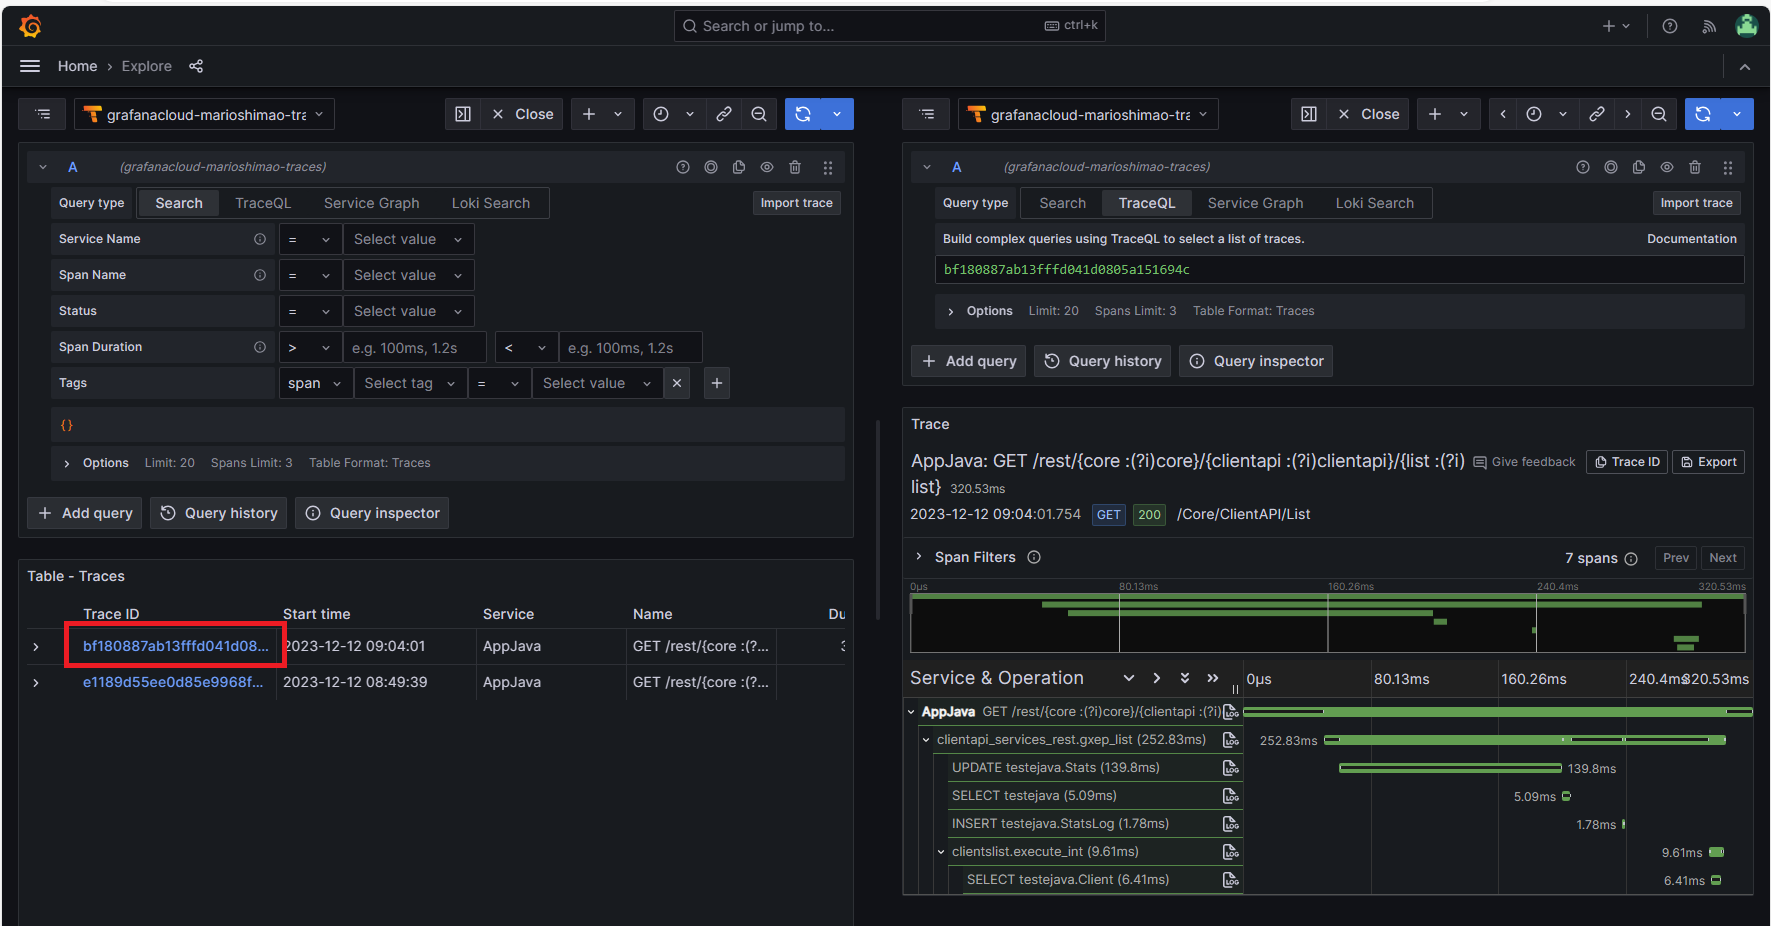 Search or jump to...
ctrl+k
Home › Explore
grafanacloud-marioshimao-trac
Close
A (grafanacloud-marioshimao-traces)
Query type Search TraceQL Service Graph Loki Search Import trace
Service Name = Select value
Span Name = Select value
Status = Select value
Span Duration > e.g. 100ms, 1.2s < e.g. 100ms, 1.2s
Tags span Select tag = Select value
{}
Options Limit: 20 Spans Limit: 3 Table Format: Traces
+ Add query Query history Query inspector
Table - Traces
Trace ID Start time Service Name Du
bf180887ab13fffd041d08... 2023-12-12 09:04:01 AppJava GET /rest/{core :(?... 3
e1189d55ee0d85e9968f... 2023-12-12 08:49:39 AppJava GET /rest/{core :(?...
grafanacloud-marioshimao-trac
Close
A (grafanacloud-marioshimao-traces)
Query type Search TraceQL Service Graph Loki Search Import trace
Build complex queries using TraceQL to select a list of traces. Documentation
bf180887ab13fffd041d0805a151694c
Options Limit: 20 Spans Limit: 3 Table Format: Traces
+ Add query Query history Query inspector
Trace
AppJava: GET /rest/{core :(?i)core}/{clientapi :(?i)clientapi}/{list :(?i)
list} 320.53ms
Give feedback Trace ID Export
2023-12-12 09:04:01.754 GET 200 /Core/ClientAPI/List
Span Filters 7 spans Prev Next
0µs 80.13ms 160.26ms 240.4ms 320.53ms
Service & Operation 0µs 80.13ms 160.26ms 240.4ms 320.53ms
AppJava GET /rest/{core :(?i)core}/{clientapi :(?i) LOG
clientapi_services_rest.gxep_list (252.83ms) LOG 252.83ms
UPDATE testejava.Stats (139.8ms) LOG 139.8ms
SELECT testejava (5.09ms) LOG 5.09ms
INSERT testejava.StatsLog (1.78ms) LOG 1.78ms
clientslist.execute_int (9.61ms) LOG 9.61ms
SELECT testejava.Client (6.41ms) LOG 6.41ms